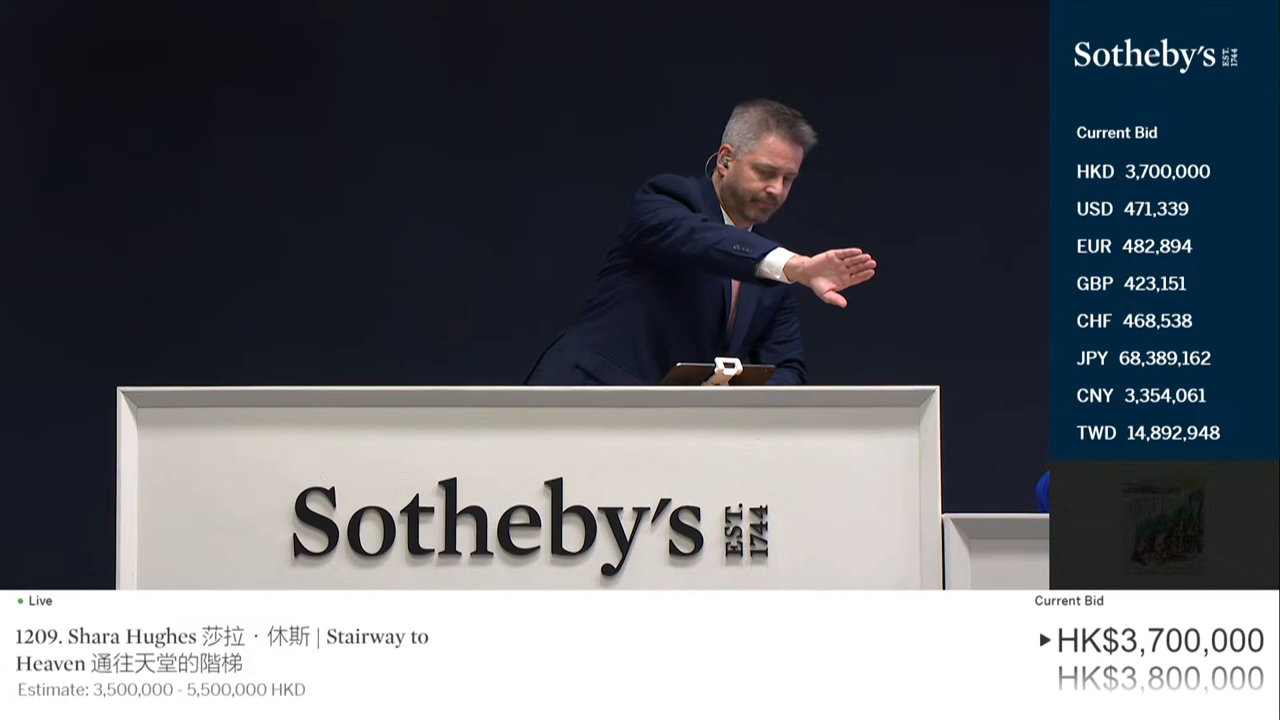 Sotheby's EST. 1744
Current Bid
HKD 3,700,000
USD 471,339
EUR 482,894
GBP 423,151
CHF 468,538
JPY 68,389,162
CNY 3,354,061
TWD 14,892,948
Sotheby's EST. 1744
Live
Current Bid
1209. Shara Hughes 莎拉・休斯 | Stairway to
Heaven 通往天堂的階梯
Estimate: 3,500,000 - 5,500,000 HKD
HK$3,700,000
HK$3,800,000